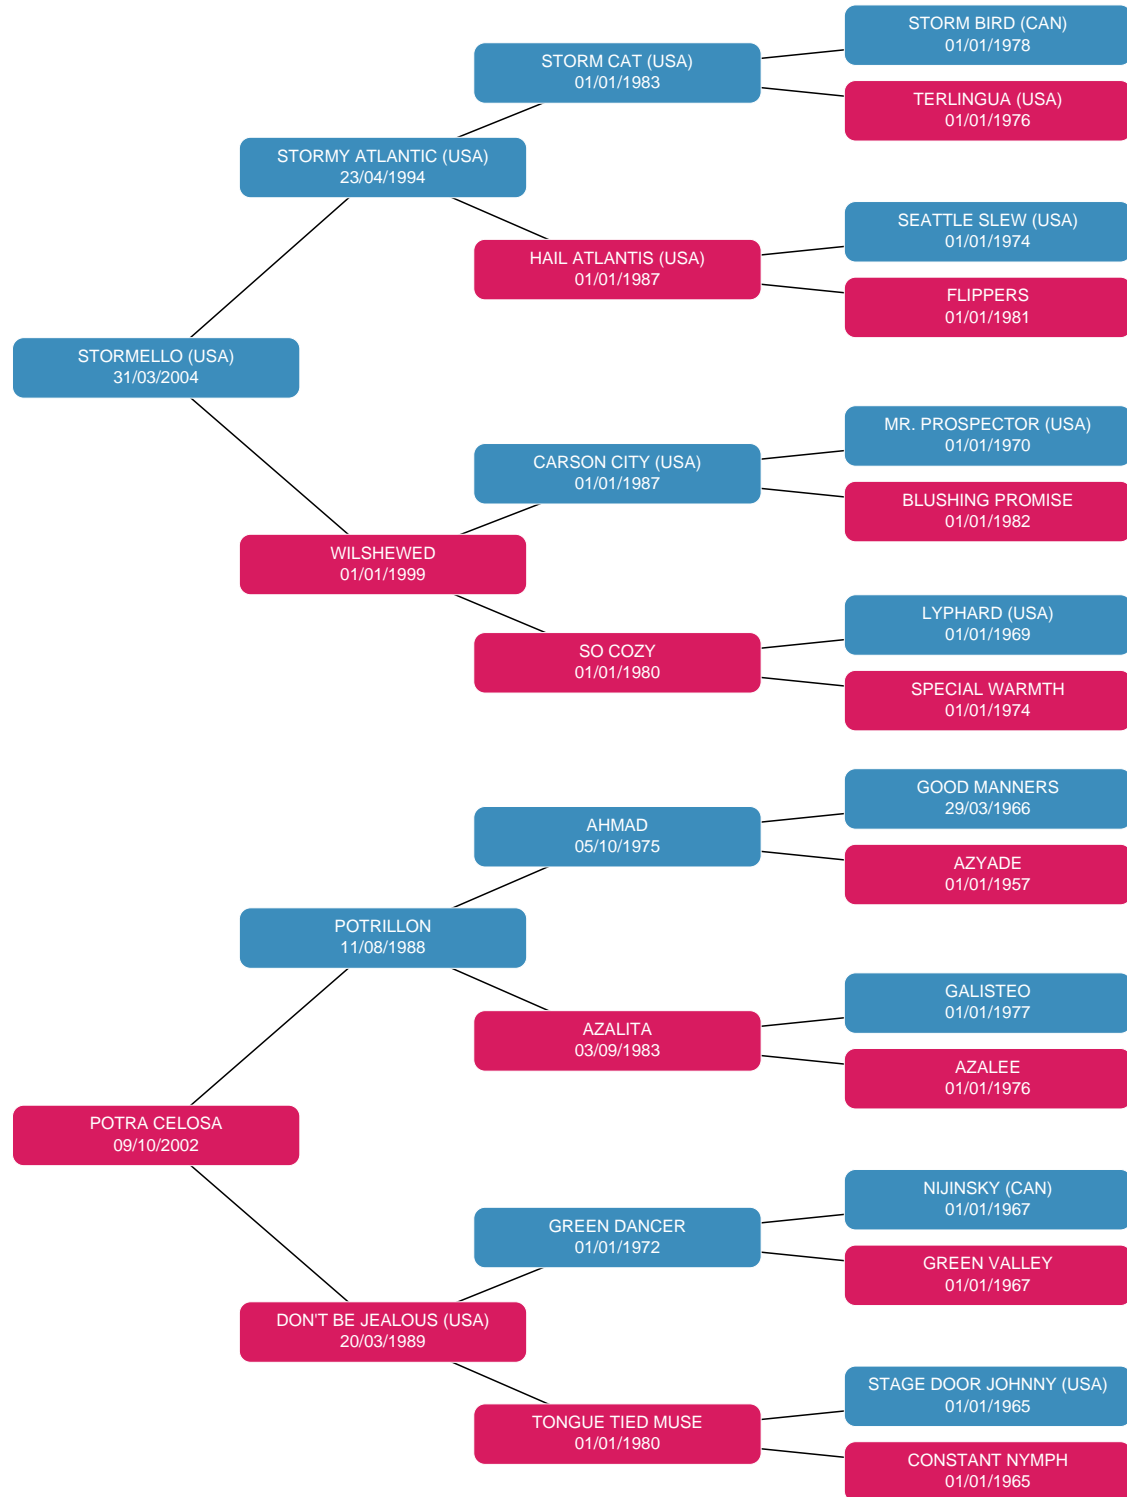 STORM BIRD (CAN)
01/01/1978
STORM CAT (USA)
01/01/1983
TERLINGUA (USA)
01/01/1976
STORMY ATLANTIC (USA)
23/04/1994
SEATTLE SLEW (USA)
01/01/1974
HAIL ATLANTIS (USA)
01/01/1987
FLIPPERS
01/01/1981
STORMELLO (USA)
31/03/2004
MR. PROSPECTOR (USA)
01/01/1970
CARSON CITY (USA)
01/01/1987
BLUSHING PROMISE
01/01/1982
WILSHEWED
01/01/1999
LYPHARD (USA)
01/01/1969
SO COZY
01/01/1980
SPECIAL WARMTH
01/01/1974
GOOD MANNERS
29/03/1966
AHMAD
05/10/1975
AZYADE
01/01/1957
POTRILLON
11/08/1988
GALISTEO
01/01/1977
AZALITA
03/09/1983
AZALEE
01/01/1976
POTRA CELOSA
09/10/2002
NIJINSKY (CAN)
01/01/1967
GREEN DANCER
01/01/1972
GREEN VALLEY
01/01/1967
DON'T BE JEALOUS (USA)
20/03/1989
STAGE DOOR JOHNNY (USA)
01/01/1965
TONGUE TIED MUSE
01/01/1980
CONSTANT NYMPH
01/01/1965